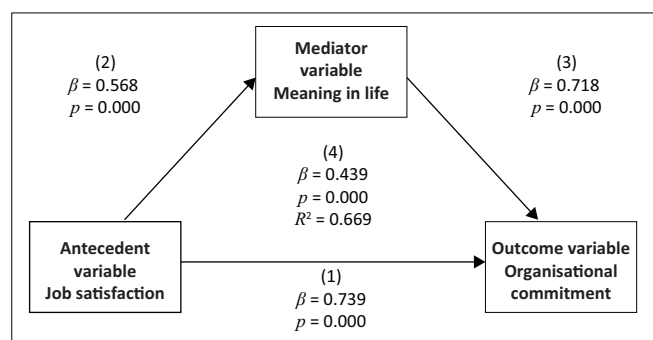 (2)
β = 0.568
p = 0.000
Mediator
variable
Meaning in life
(3)
β = 0.718
p = 0.000
(4)
β = 0.439
p = 0.000
R² = 0.669
Antecedent
variable
Job satisfaction
Outcome variable
Organisational
commitment
(1)
β = 0.739
p = 0.000